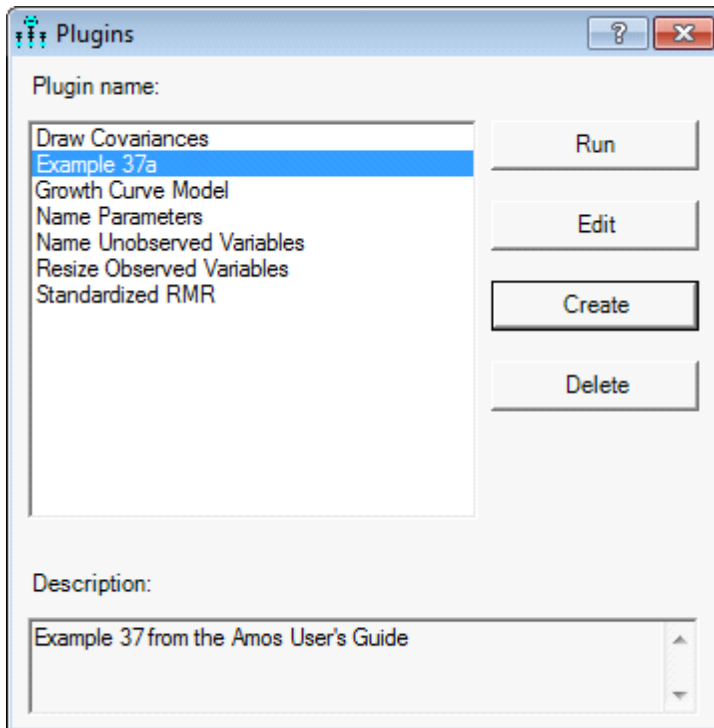 Plugins
Plugin name:
Draw Covariances
Example 37a
Growth Curve Model
Name Parameters
Name Unobserved Variables
Resize Observed Variables
Standardized RMR
Run
Edit
Create
Delete
Description:
Example 37 from the Amos User's Guide